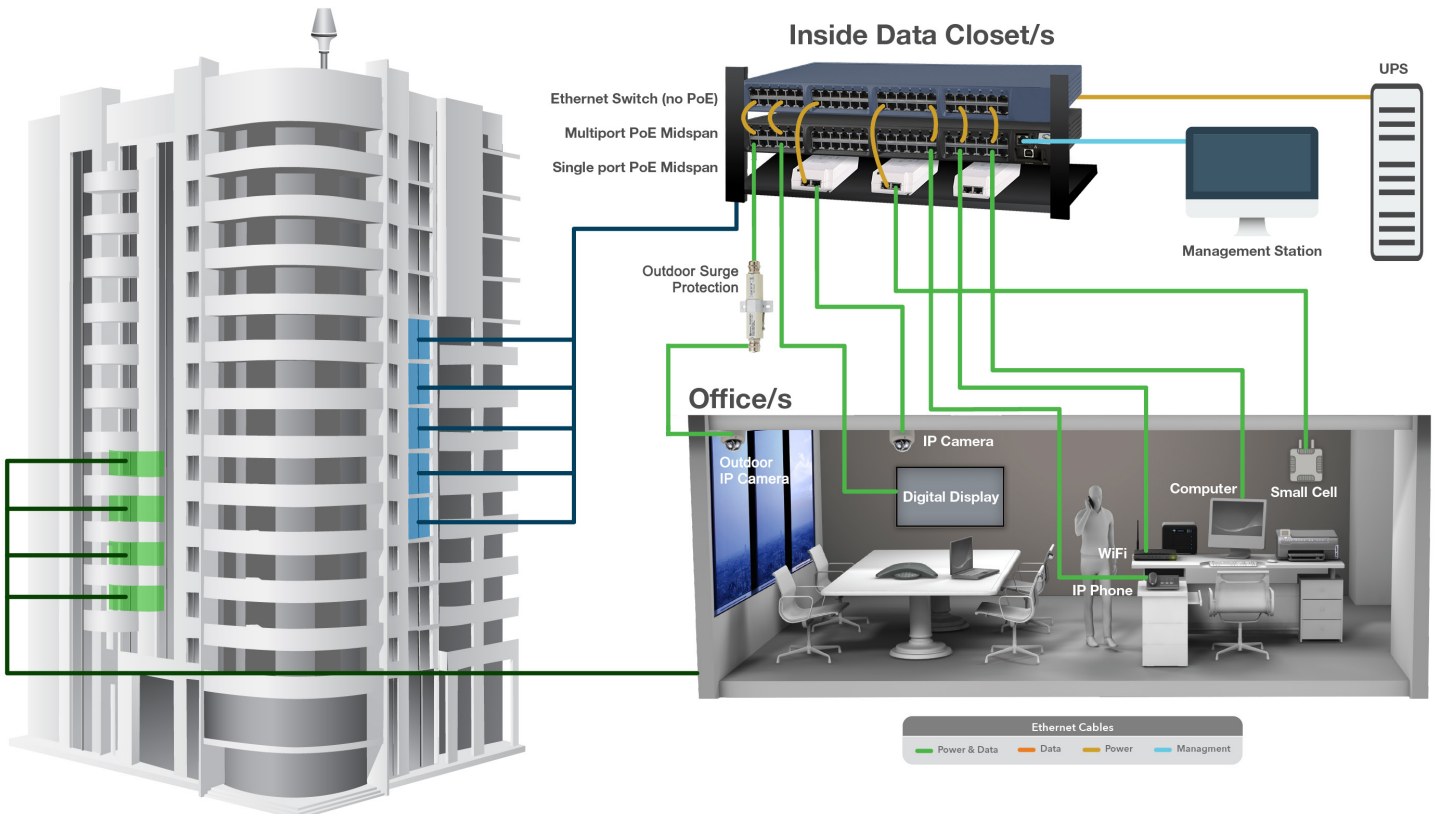 Inside Data Closet/s
UPS
Ethernet Switch (no PoE)
Multiport PoE Midspan
Single port PoE Midspan
Management Station
Outdoor Surge
Protection
Office/s
IP Camera
Outdoor
IP Camera
Digital Display
Computer
Small Cell
WiFi
IP Phone
Ethernet Cables
Power & Data
Data
Power
Managment